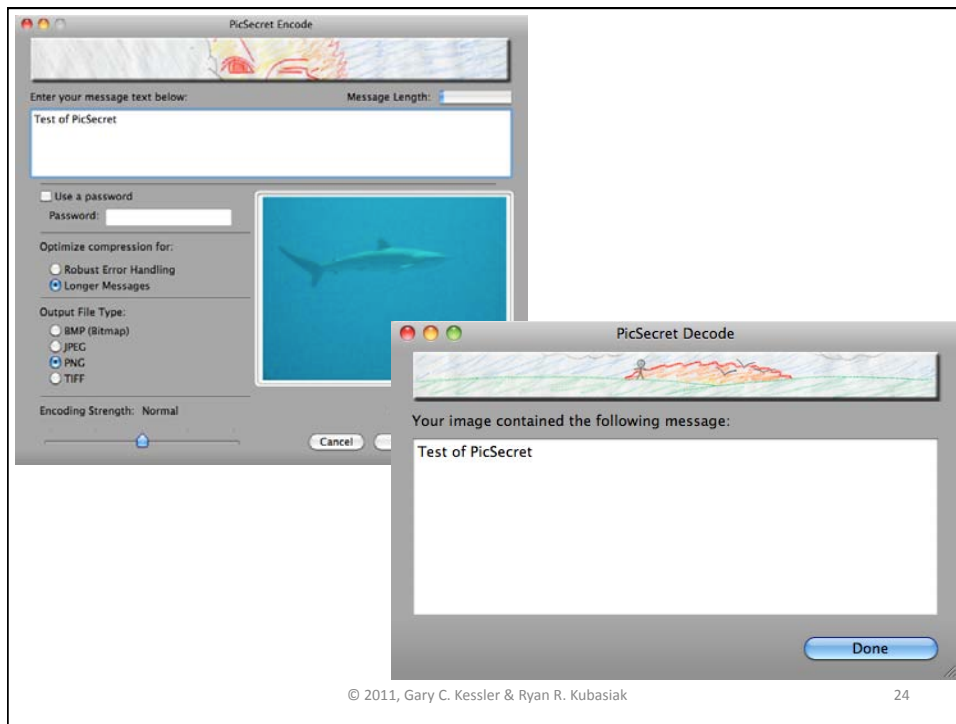 PicSecret Encode
Enter your message text below: Message Length:
Test of PicSecret
Use a password
Password:
Optimize compression for:
Robust Error Handling
Longer Messages
Output File Type:
BMP (Bitmap)
JPEG
PNG
TIFF
Encoding Strength: Normal
Cancel
PicSecret Decode
Your image contained the following message:
Test of PicSecret
Done
© 2011, Gary C. Kessler & Ryan R. Kubasiak 24